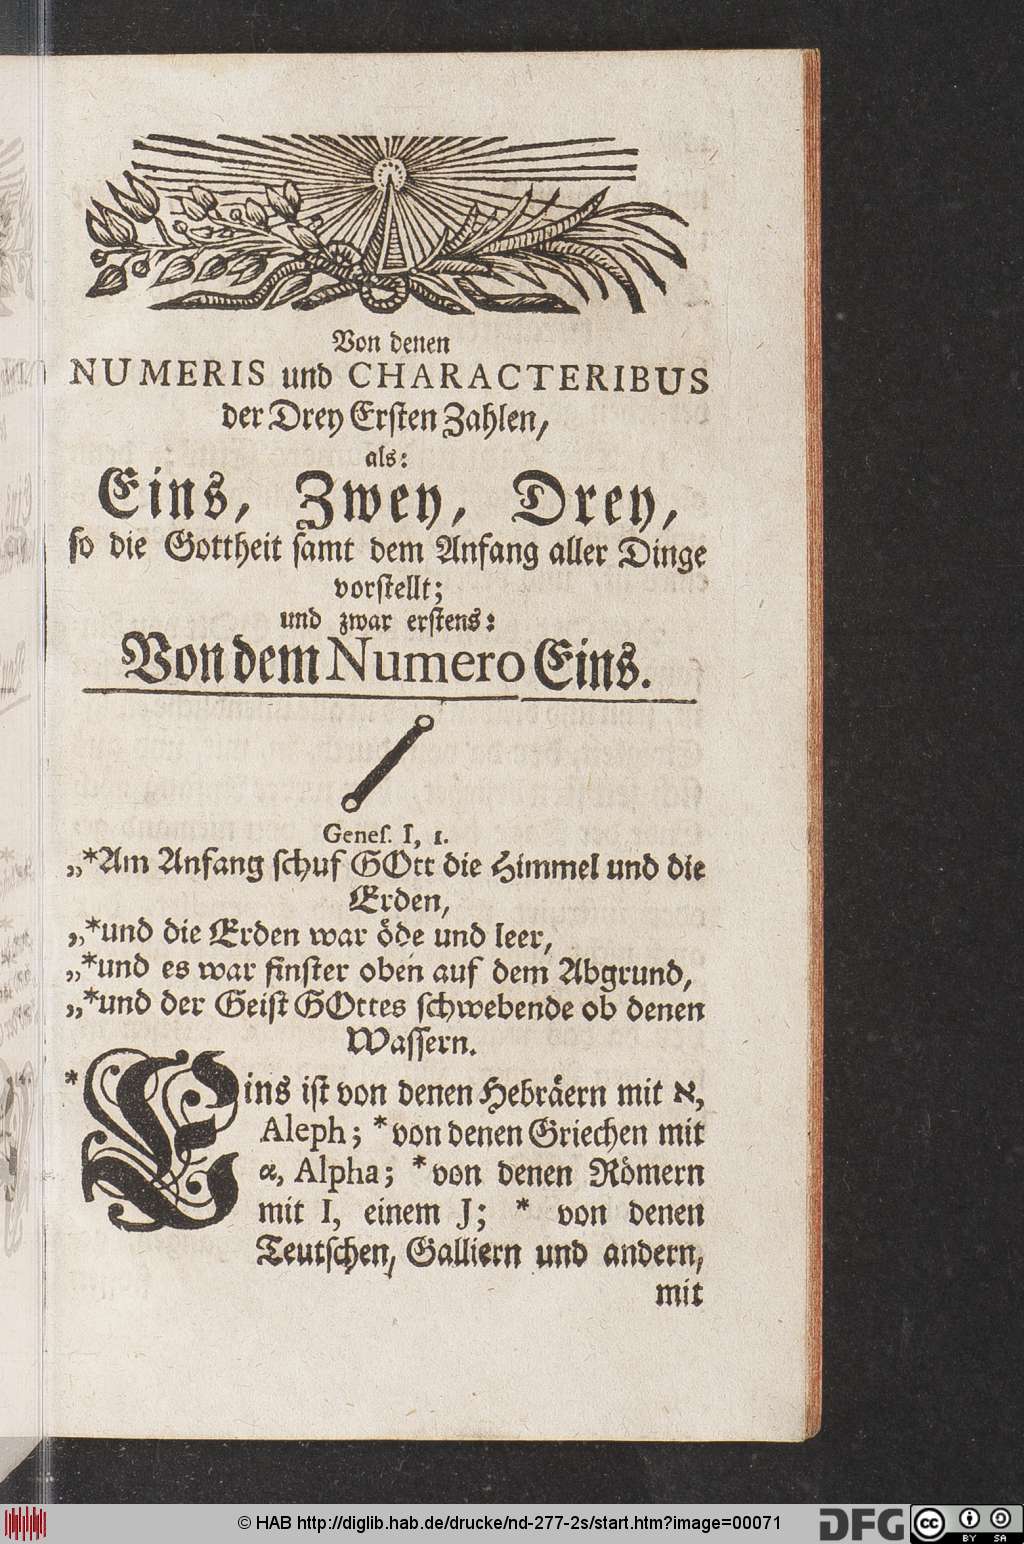 Von denen
NUMERIS und CHARACTERIBUS
der Drey Ersten Zahlen,
als:
Eins, Zwey, Drey,
so die Gottheit samt dem Anfang aller Dinge
vorstellt;
und zwar erstens:
Von dem Numero Eins.
Genes. I, 1.
„*Am Anfang schuf GOtt die Himmel und die
Erden,
„*und die Erden war öde und leer,
„*und es war finster oben auf dem Abgrund,
„*und der Geist GOttes schwebende ob denen
Wassern.
*Eins ist von denen Hebräern mit א,
Aleph; *von denen Griechen mit
α, Alpha; *von denen Römern
mit I, einem J; * von denen
Teutschen, Galliern und andern,
mit
© HAB http://diglib.hab.de/drucke/nd-277-2s/start.htm?image=00071
DFG
cc BY SA